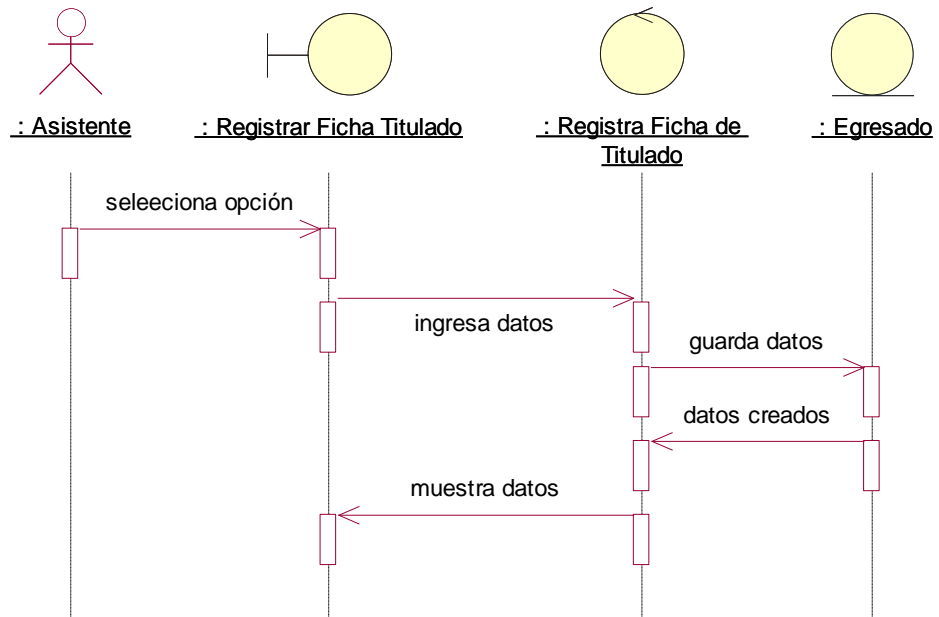 : Asistente
: Registrar Ficha Titulado
: Registra Ficha de
Titulado
: Egresado
seleeciona opción
ingresa datos
guarda datos
datos creados
muestra datos